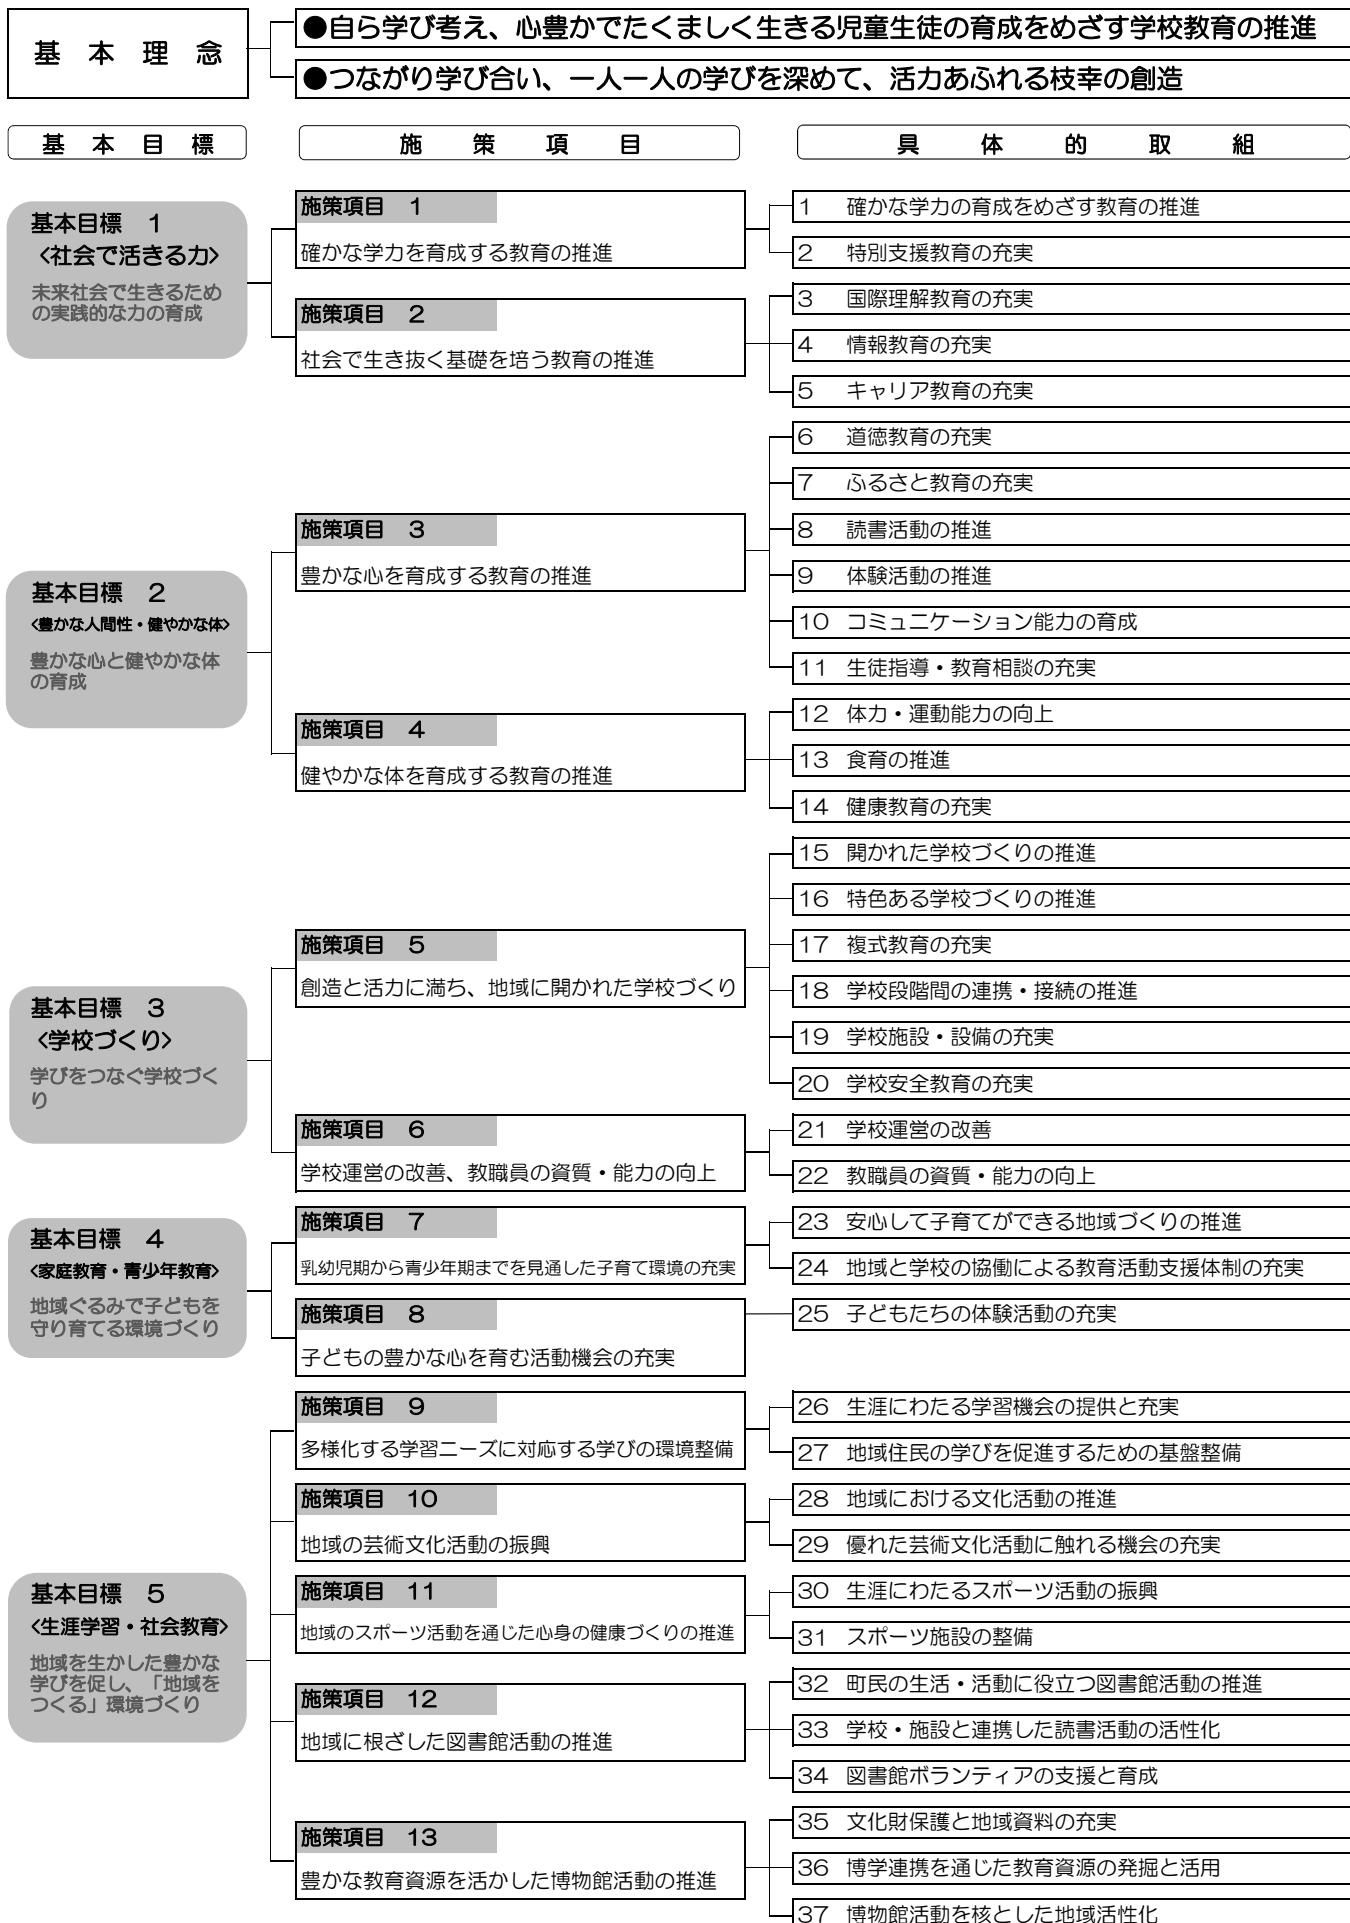 基本理念
●自ら学び考え、心豊かでたくましく生きる児童生徒の育成をめざす学校教育の推進
●つながり学び合い、一人一人の学びを深めて、活力あふれる枝幸の創造
基本目標
施策項目
具体的取組
基本目標 1
<社会で活きる力>
未来社会で生きるため
の実践的な力の育成
施策項目 1
確かな学力を育成する教育の推進
1 確かな学力の育成をめざす教育の推進
2 特別支援教育の充実
施策項目 2
社会で生き抜く基礎を培う教育の推進
3 国際理解教育の充実
4 情報教育の充実
5 キャリア教育の充実
基本目標 2
<豊かな人間性・健やかな体>
豊かな心と健やかな体
の育成
施策項目 3
豊かな心を育成する教育の推進
6 道徳教育の充実
7 ふるさと教育の充実
8 読書活動の推進
9 体験活動の推進
10 コミュニケーション能力の育成
11 生徒指導・教育相談の充実
施策項目 4
健やかな体を育成する教育の推進
12 体力・運動能力の向上
13 食育の推進
14 健康教育の充実
基本目標 3
<学校づくり>
学びをつなぐ学校づく
り
施策項目 5
創造と活力に満ち、地域に開かれた学校づくり
15 開かれた学校づくりの推進
16 特色ある学校づくりの推進
17 複式教育の充実
18 学校段階間の連携・接続の推進
19 学校施設・設備の充実
20 学校安全教育の充実
施策項目 6
学校運営の改善、教職員の資質・能力の向上
21 学校運営の改善
22 教職員の資質・能力の向上
基本目標 4
<家庭教育・青少年教育>
地域ぐるみで子どもを
守り育てる環境づくり
施策項目 7
乳幼児期から青少年期までを見通した子育て環境の充実
23 安心して子育てができる地域づくりの推進
24 地域と学校の協働による教育活動支援体制の充実
施策項目 8
子どもの豊かな心を育む活動機会の充実
25 子どもたちの体験活動の充実
基本目標 5
<生涯学習・社会教育>
地域を生かした豊かな
学びを促し、「地域を
つくる」環境づくり
施策項目 9
多様化する学習ニーズに対応する学びの環境整備
26 生涯にわたる学習機会の提供と充実
27 地域住民の学びを促進するための基盤整備
施策項目 10
地域の芸術文化活動の振興
28 地域における文化活動の推進
29 優れた芸術文化活動に触れる機会の充実
施策項目 11
地域のスポーツ活動を通じた心身の健康づくりの推進
30 生涯にわたるスポーツ活動の振興
31 スポーツ施設の整備
施策項目 12
地域に根ざした図書館活動の推進
32 町民の生活・活動に役立つ図書館活動の推進
33 学校・施設と連携した読書活動の活性化
34 図書館ボランティアの支援と育成
施策項目 13
豊かな教育資源を活かした博物館活動の推進
35 文化財保護と地域資料の充実
36 博学連携を通じた教育資源の発掘と活用
37 博物館活動を核とした地域活性化